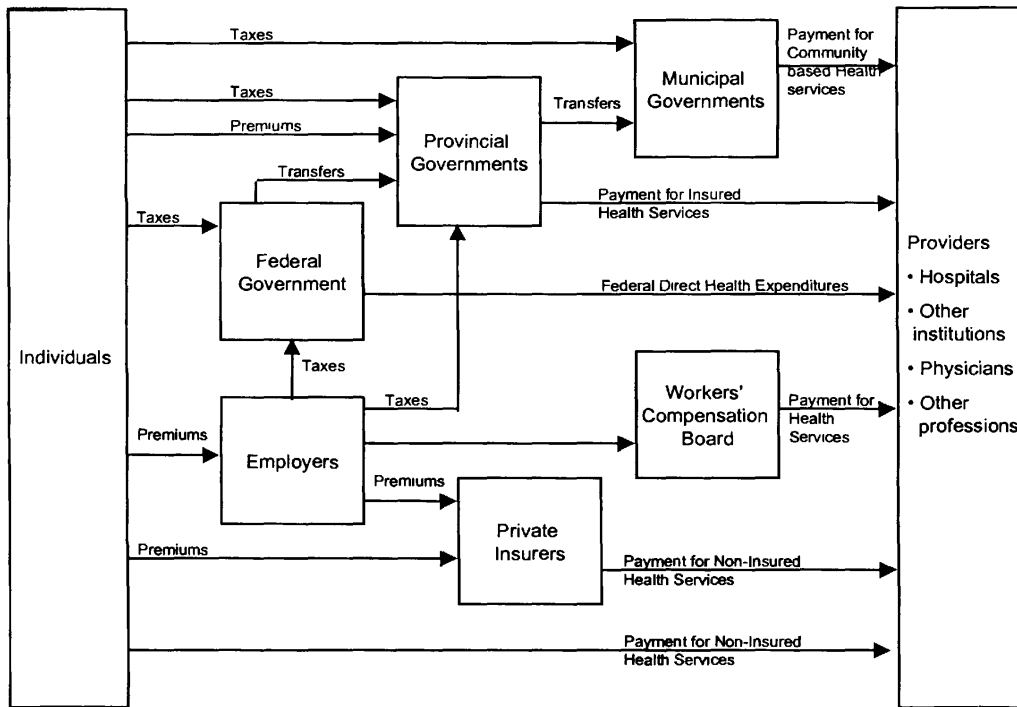 Taxes
Payment for
Community
based Health
services
Municipal
Governments
Taxes
Premiums
Transfers
Provincial
Governments
Transfers
Payment for Insured
Health Services
Taxes
Federal
Government
Federal Direct Health Expenditures
Providers
• Hospitals
• Other
institutions
• Physicians
• Other
professions
Individuals
Taxes
Taxes
Workers'
Compensation
Board
Payment for
Health
Services
Premiums
Employers
Premiums
Private
Insurers
Premiums
Payment for Non-Insured
Health Services
Payment for Non-Insured
Health Services